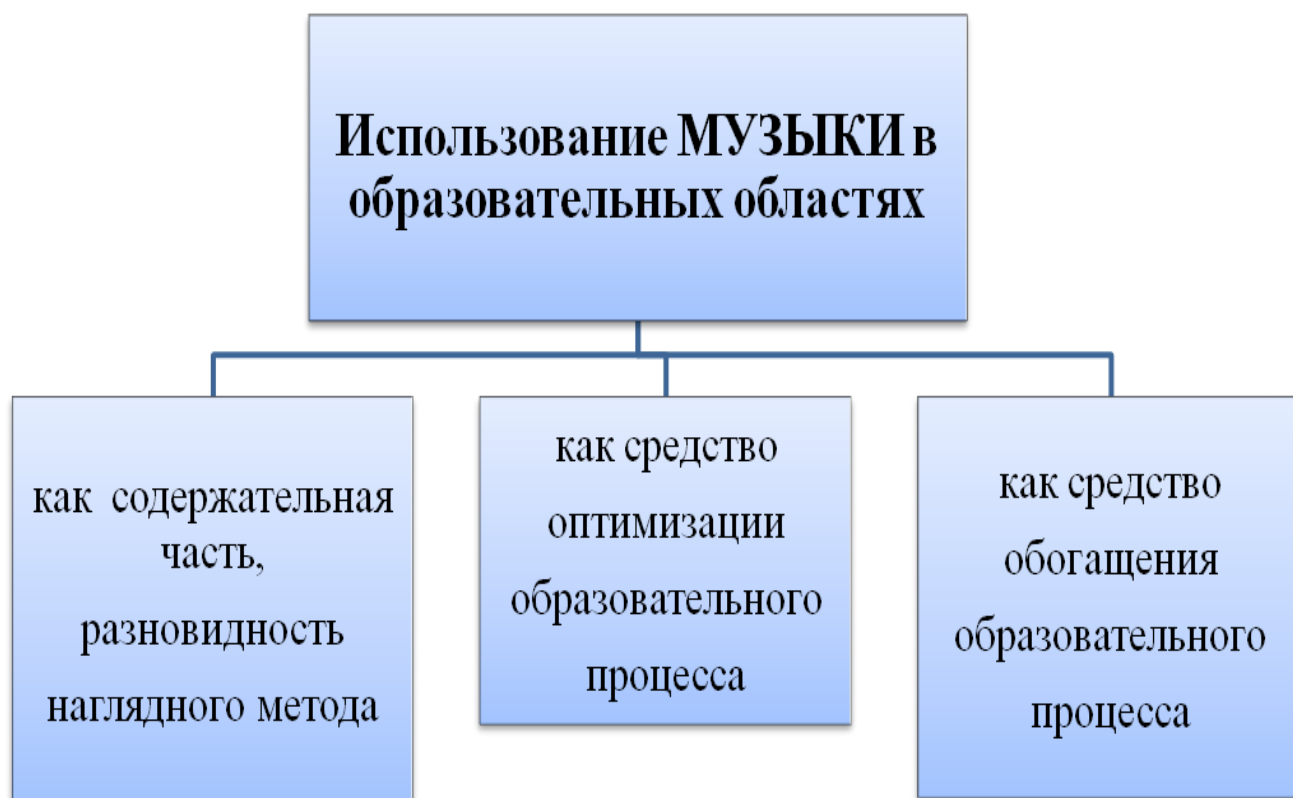 Использование МУЗЫКИ в
образовательных областях
как содержательная
часть,
разновидность
наглядного метода
как средство
оптимизации
образовательного
процесса
как средство
обогащения
образовательного
процесса